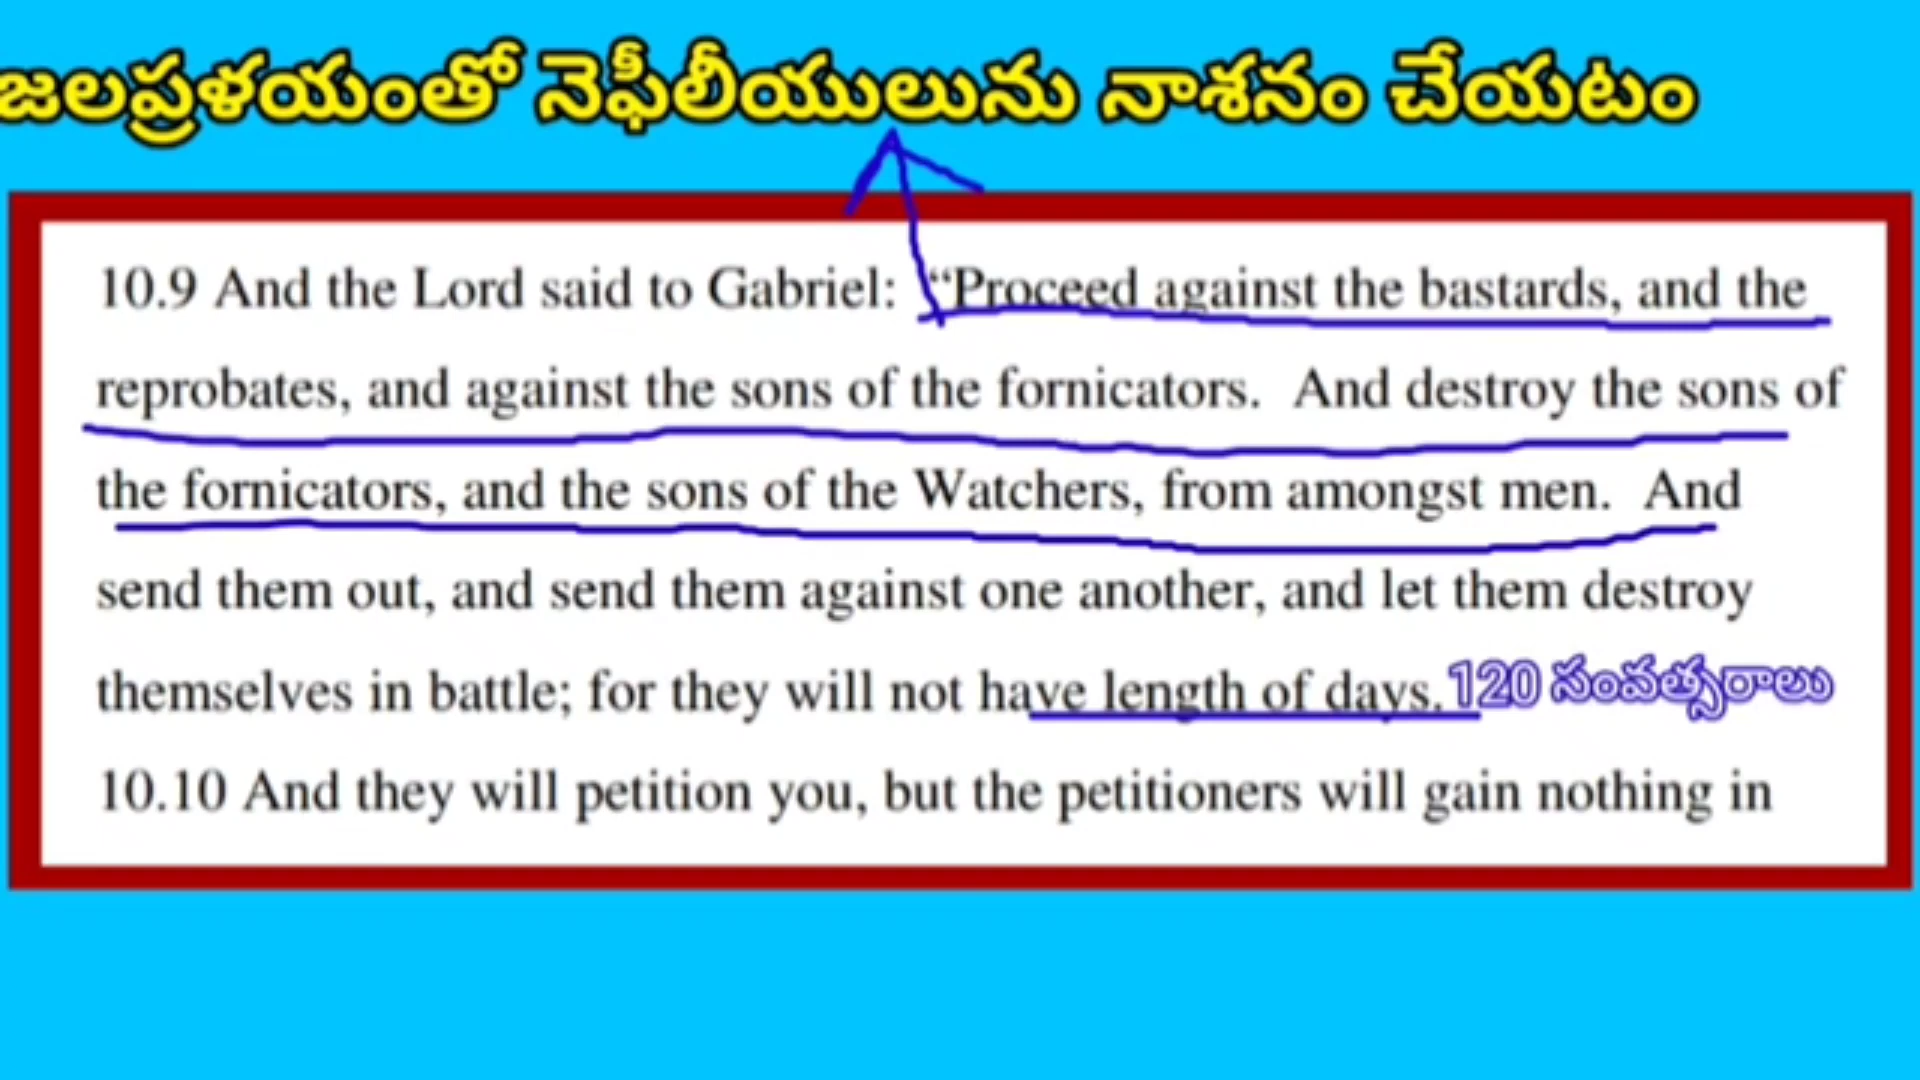 జలప్రళయంతో నెఫీలీయులును నాశనం చేయటం
10.9 And the Lord said to Gabriel: “Proceed against the bastards, and the
reprobates, and against the sons of the fornicators. And destroy the sons of
the fornicators, and the sons of the Watchers, from amongst men. And
send them out, and send them against one another, and let them destroy
themselves in battle; for they will not have length of days. 120 సంవత్సరాలు
10.10 And they will petition you, but the petitioners will gain nothing in